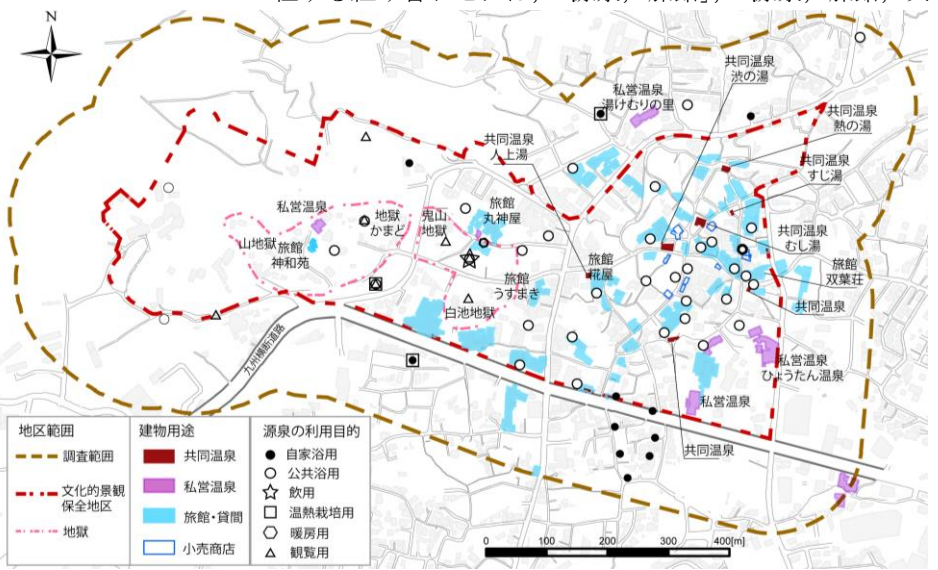 N
共同温泉
渋の湯
私営温泉
湯けむりの里
共同温泉
熱の湯
共同温泉
人上湯
共同温泉
すじ湯
私営温泉
地獄
かまど
鬼山
地獄
旅館
丸神屋
共同温泉
むし湯
山地獄
旅館
神和苑
旅館
うすまき
旅館
糀屋
旅館
双葉荘
白池地獄
共同温泉
九州横断道路
私営温泉
ひょうたん温泉
私営温泉
共同温泉
地区範囲
調査範囲
文化的景観
保全地区
地獄
建物用途
共同温泉
私営温泉
旅館・貸間
小売商店
源泉の利用目的
自家浴用
公共浴用
飲用
温熱栽培用
暖房用
観覧用
0 100 200 300 400[m]